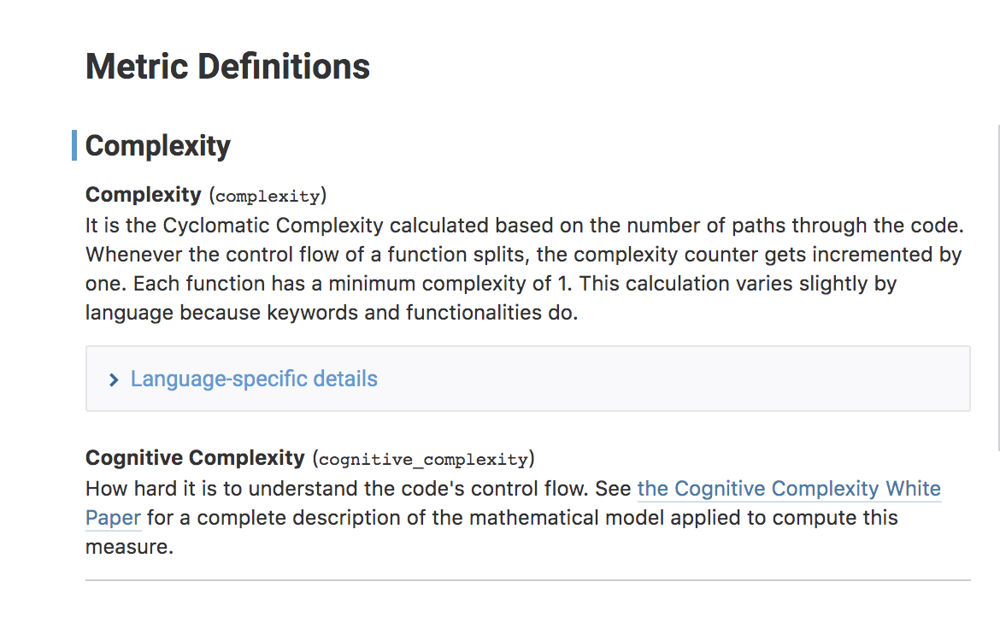 Metric Definitions
Complexity
Complexity (complexity)
It is the Cyclomatic Complexity calculated based on the number of paths through the code.
Whenever the control flow of a function splits, the complexity counter gets incremented by
one. Each function has a minimum complexity of 1. This calculation varies slightly by
language because keywords and functionalities do.
Language-specific details
Cognitive Complexity (cognitive_complexity)
How hard it is to understand the code's control flow. See the Cognitive Complexity White
Paper for a complete description of the mathematical model applied to compute this
measure.